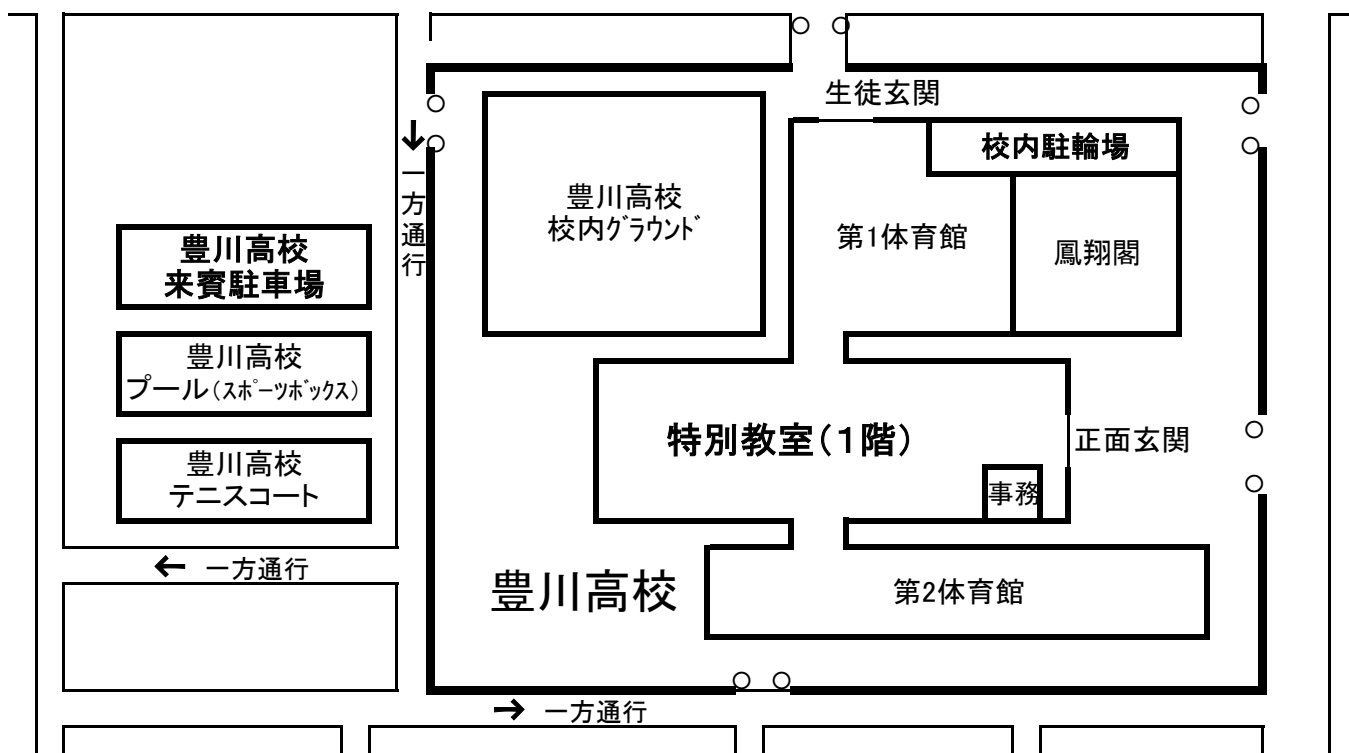 生徒玄関
校内駐輪場
一方通行
豊川高校
校内ｸﾞﾗｳﾝﾄﾞ
第1体育館
鳳翔閣
豊川高校
来賓駐車場
豊川高校
プール(ｽﾎﾟｰﾂﾎﾞｯｸｽ)
特別教室(1階)
正面玄関
豊川高校
テニスコート
事務
← 一方通行
豊川高校
第2体育館
→ 一方通行